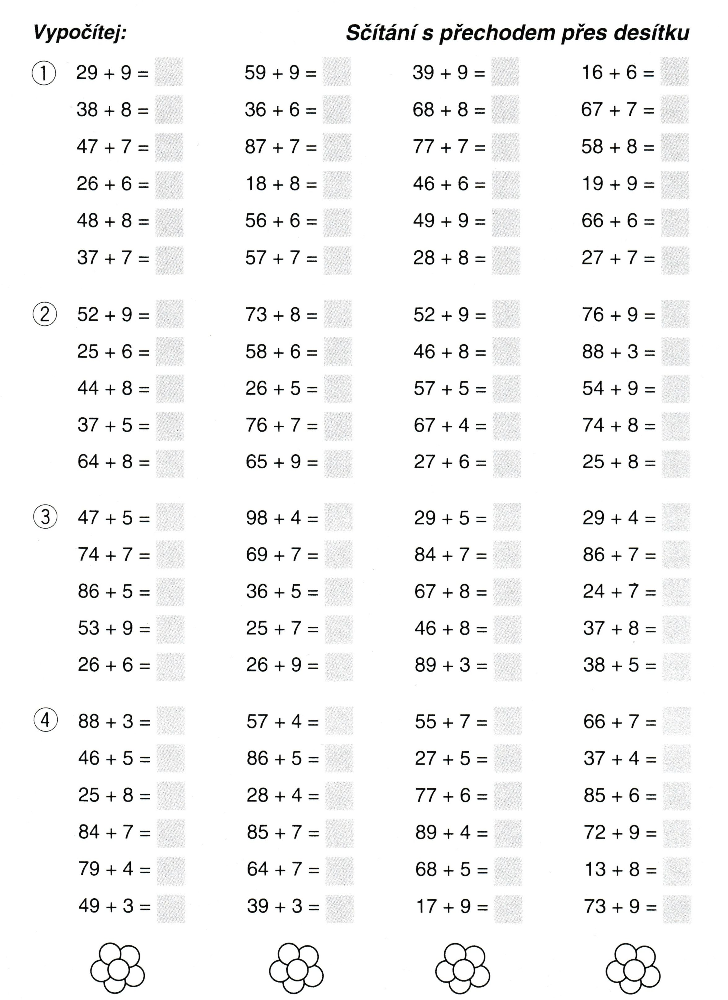 Vypočítej: Sčítání s přechodem přes desítku
1 29 + 9 = 59 + 9 = 39 + 9 = 16 + 6 =
38 + 8 = 36 + 6 = 68 + 8 = 67 + 7 =
47 + 7 = 87 + 7 = 77 + 7 = 58 + 8 =
26 + 6 = 18 + 8 = 46 + 6 = 19 + 9 =
48 + 8 = 56 + 6 = 49 + 9 = 66 + 6 =
37 + 7 = 57 + 7 = 28 + 8 = 27 + 7 =
2 52 + 9 = 73 + 8 = 52 + 9 = 76 + 9 =
25 + 6 = 58 + 6 = 46 + 8 = 88 + 3 =
44 + 8 = 26 + 5 = 57 + 5 = 54 + 9 =
37 + 5 = 76 + 7 = 67 + 4 = 74 + 8 =
64 + 8 = 65 + 9 = 27 + 6 = 25 + 8 =
3 47 + 5 = 98 + 4 = 29 + 5 = 29 + 4 =
74 + 7 = 69 + 7 = 84 + 7 = 86 + 7 =
86 + 5 = 36 + 5 = 67 + 8 = 24 + 7 =
53 + 9 = 25 + 7 = 46 + 8 = 37 + 8 =
26 + 6 = 26 + 9 = 89 + 3 = 38 + 5 =
4 88 + 3 = 57 + 4 = 55 + 7 = 66 + 7 =
46 + 5 = 86 + 5 = 27 + 5 = 37 + 4 =
25 + 8 = 28 + 4 = 77 + 6 = 85 + 6 =
84 + 7 = 85 + 7 = 89 + 4 = 72 + 9 =
79 + 4 = 64 + 7 = 68 + 5 = 13 + 8 =
49 + 3 = 39 + 3 = 17 + 9 = 73 + 9 =